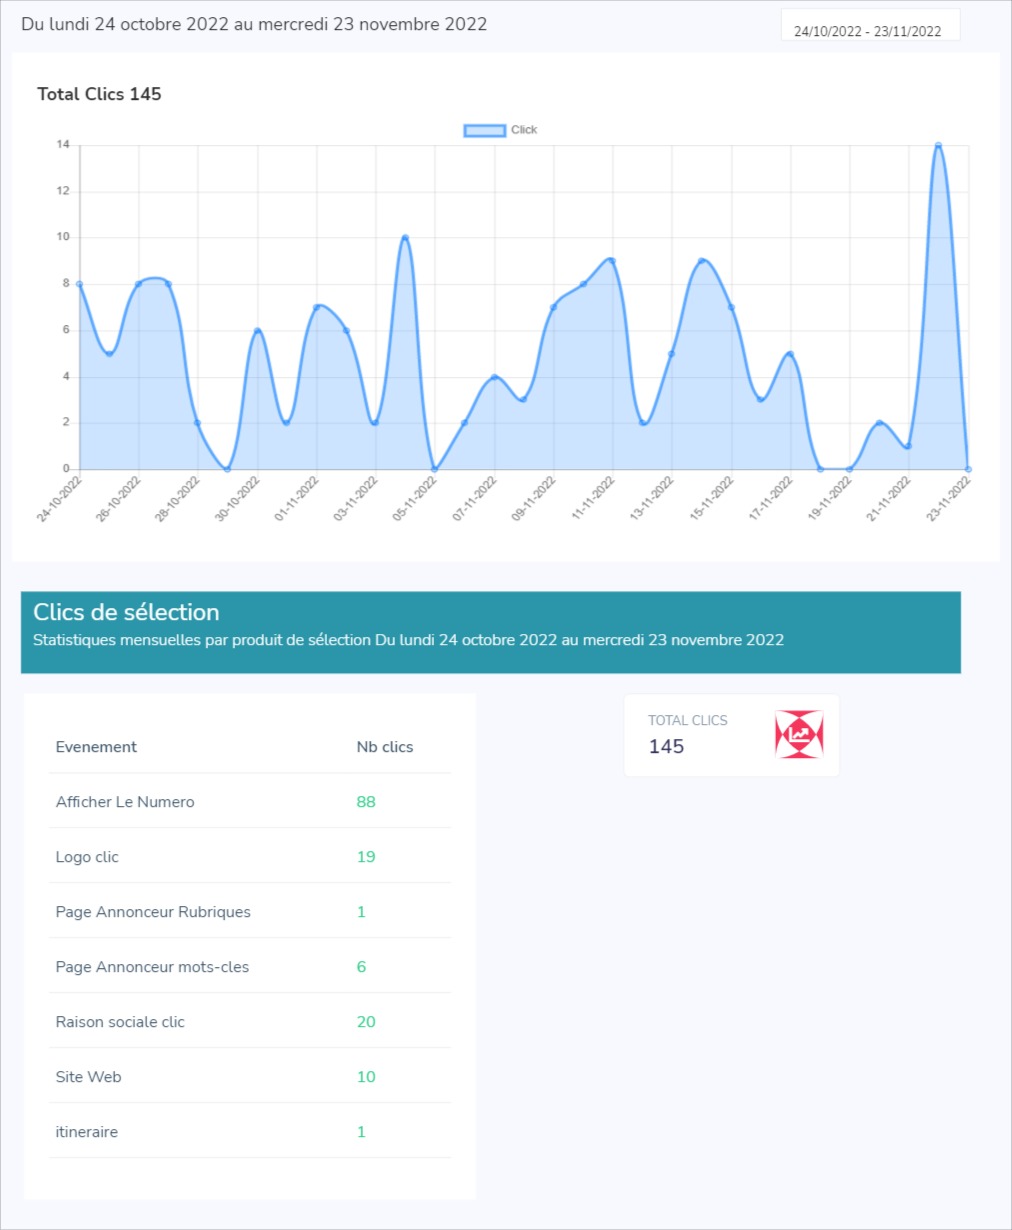 Du lundi 24 octobre 2022 au mercredi 23 novembre 2022
24/10/2022 - 23/11/2022
Total Clics 145
Click
14
12
10
8
6
4
2
0
24-10-2022
26-10-2022
28-10-2022
30-10-2022
01-11-2022
03-11-2022
05-11-2022
07-11-2022
09-11-2022
11-11-2022
13-11-2022
15-11-2022
17-11-2022
19-11-2022
21-11-2022
23-11-2022
Clics de sélection
Statistiques mensuelles par produit de sélection Du lundi 24 octobre 2022 au mercredi 23 novembre 2022
Evenement Nb clics
Afficher Le Numero 88
Logo clic 19
Page Annonceur Rubriques 1
Page Annonceur mots-cles 6
Raison sociale clic 20
Site Web 10
itineraire 1
TOTAL CLICS
145